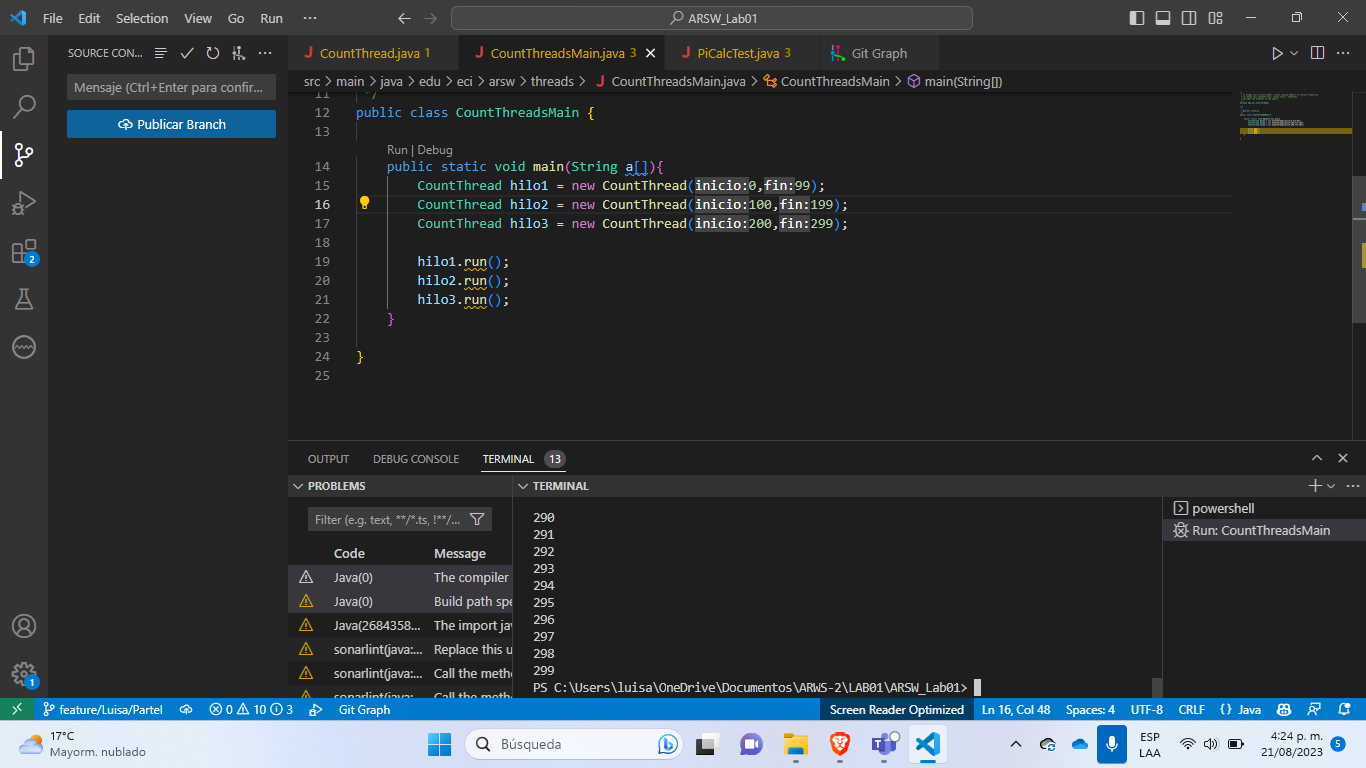 File Edit Selection View Go Run ··· ARSW_Lab01
SOURCE CON... ···
Mensaje (Ctrl+Enter para confir...
Publicar Branch
CountThread.java 1 CountThreadsMain.java 3 PiCalcTest.java 3 Git Graph
src > main > java > edu > eci > arsw > threads > CountThreadsMain.java > CountThreadsMain > main(String[])
11 */
12 public class CountThreadsMain {
13
Run | Debug
14 public static void main(String a[]){
15 CountThread hilo1 = new CountThread(inicio:0,fin:99);
16 CountThread hilo2 = new CountThread(inicio:100,fin:199);
17 CountThread hilo3 = new CountThread(inicio:200,fin:299);
18
19 hilo1.run();
20 hilo2.run();
21 hilo3.run();
22 }
23
24 }
25
OUTPUT DEBUG CONSOLE TERMINAL 13
PROBLEMS
Filter (e.g. text, **/*.ts, !**/...
Code Message
Java(0) The compiler
Java(0) Build path spe
Java(2684358... The import jav
sonarlint(java:... Replace this u
sonarlint(java:... Call the metho
sonarlint(java:... Call the metho
TERMINAL
290
291
292
293
294
295
296
297
298
299
PS C:\Users\luisa\OneDrive\Documentos\ARWS-2\LAB01\ARSW_Lab01>
powershell
Run: CountThreadsMain
2
1
feature/Luisa/ParteI 0 10 3 Git Graph Screen Reader Optimized Ln 16, Col 48 Spaces: 4 UTF-8 CRLF {} Java
17°C
Mayorm. nublado
Búsqueda
ESP
LAA
4:24 p. m.
21/08/2023
5